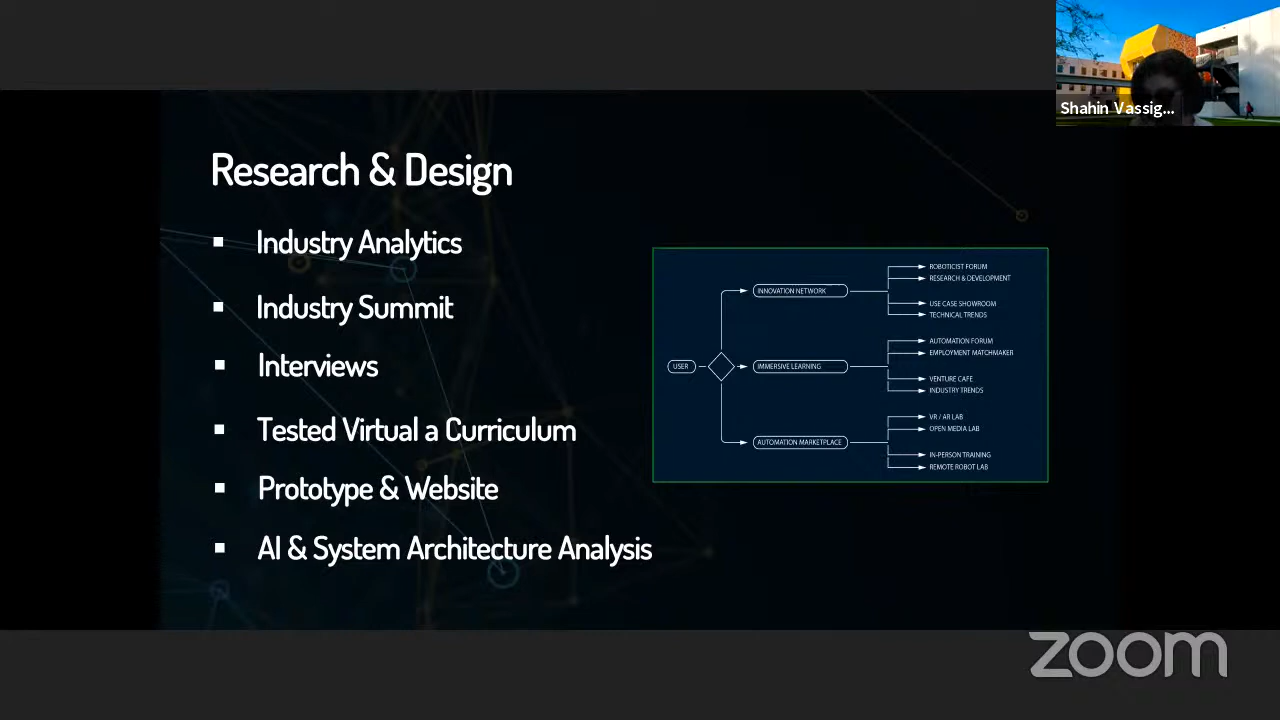 Shahin Vassig...
Research & Design
▪ Industry Analytics
▪ Industry Summit
▪ Interviews
▪ Tested Virtual a Curriculum
▪ Prototype & Website
▪ AI & System Architecture Analysis
USER
INNOVATION NETWORK
ROBOTICIST FORUM
RESEARCH & DEVELOPMENT
USE CASE SHOWROOM
TECHNICAL TRENDS
IMMERSIVE LEARNING
AUTOMATION FORUM
EMPLOYMENT MATCHMAKER
VENTURE CAFE
INDUSTRY TRENDS
AUTOMATION MARKETPLACE
VR / AR LAB
OPEN MEDIA LAB
IN-PERSON TRAINING
REMOTE ROBOT LAB
zoom